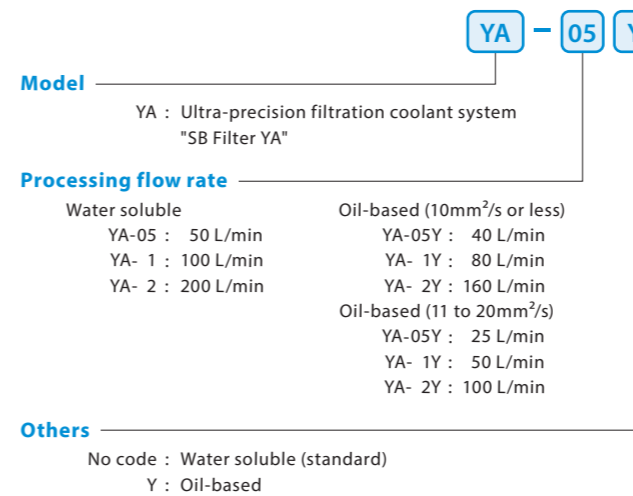 YA - 05 Y
Model
YA : Ultra-precision filtration coolant system
"SB Filter YA"
Processing flow rate
Water soluble
YA-05 : 50 L/min
YA- 1 : 100 L/min
YA- 2 : 200 L/min
Oil-based (10mm²/s or less)
YA-05Y : 40 L/min
YA- 1Y : 80 L/min
YA- 2Y : 160 L/min
Oil-based (11 to 20mm²/s)
YA-05Y : 25 L/min
YA- 1Y : 50 L/min
YA- 2Y : 100 L/min
Others
No code : Water soluble (standard)
Y : Oil-based